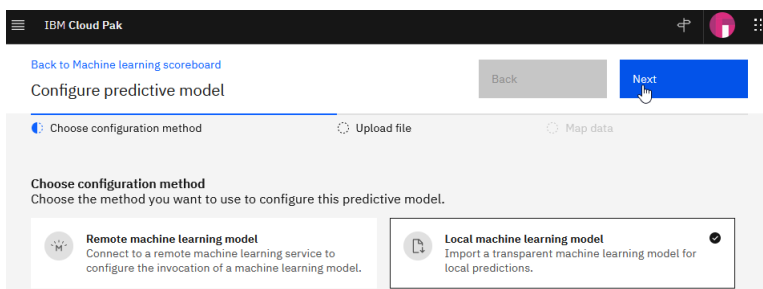 IBM Cloud Pak
Back to Machine learning scoreboard
Configure predictive model
Back
Next
Choose configuration method
Upload file
Map data
Choose configuration method
Choose the method you want to use to configure this predictive model.
Remote machine learning model
Connect to a remote machine learning service to
configure the invocation of a machine learning model.
Local machine learning model
Import a transparent machine learning model for
local predictions.